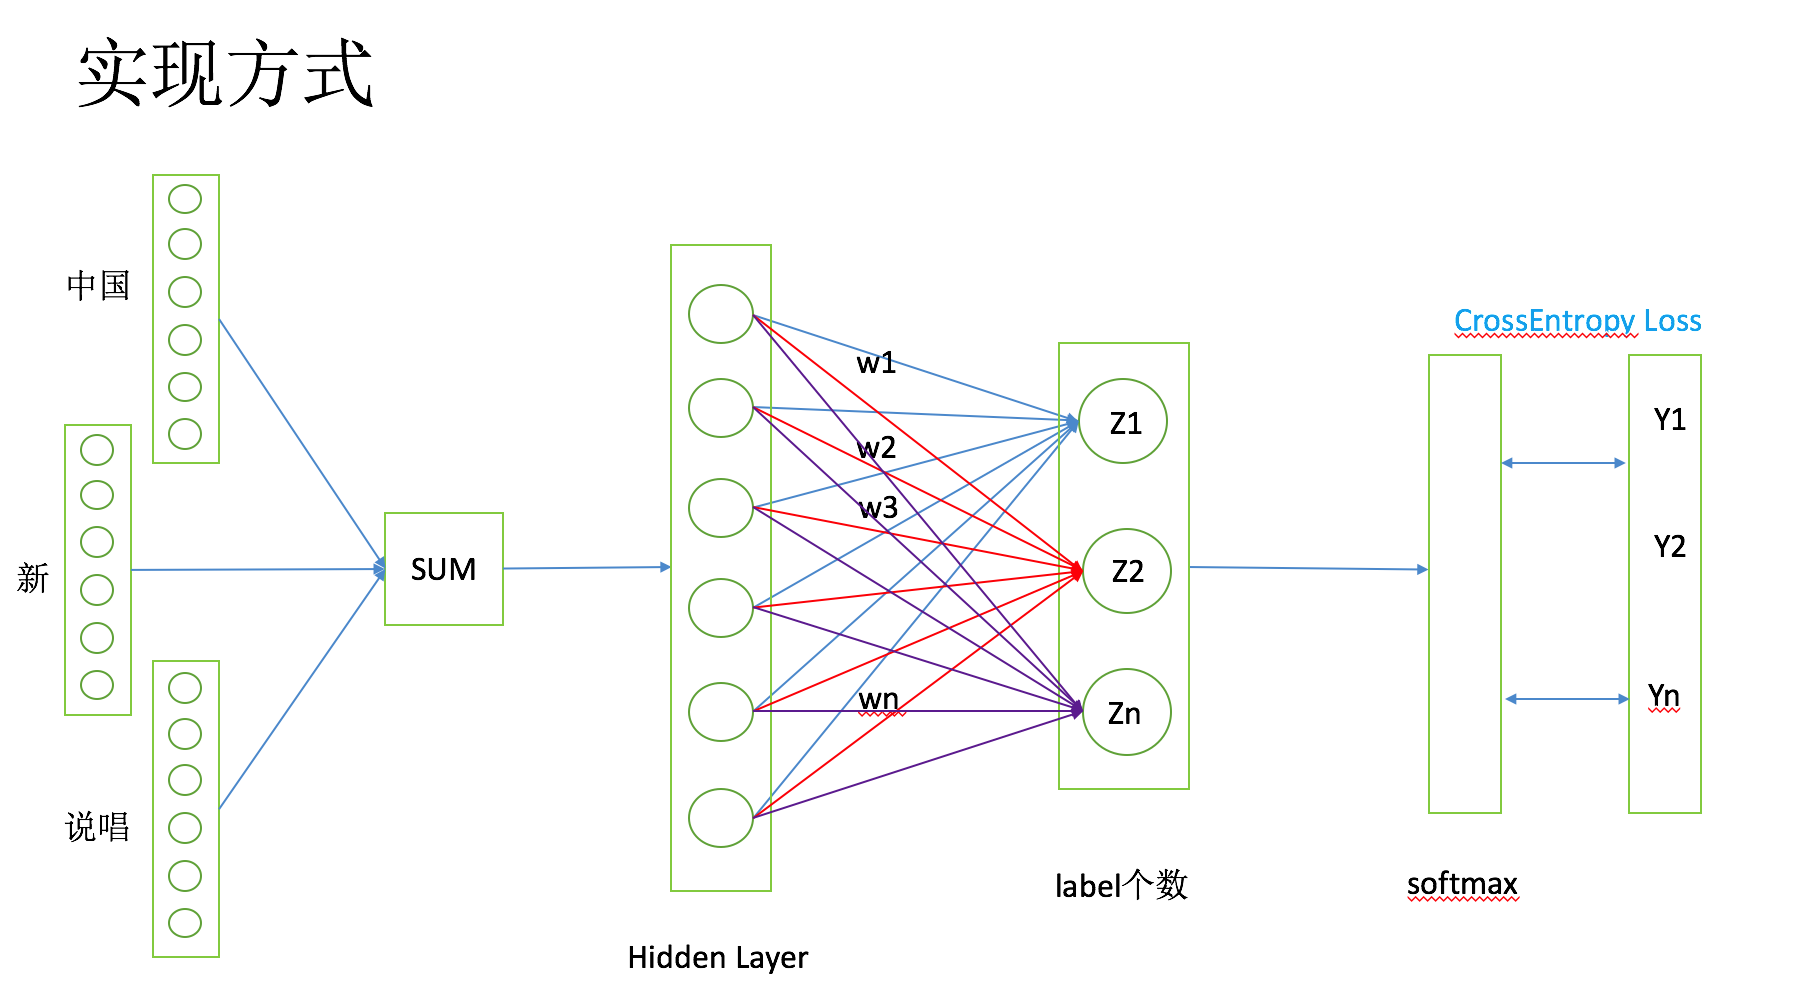 实现方式
中国
新
说唱
SUM
Hidden Layer
w1
w2
w3
wn
Z1
Z2
Zn
label个数
softmax
CrossEntropy Loss
Y1
Y2
Yn